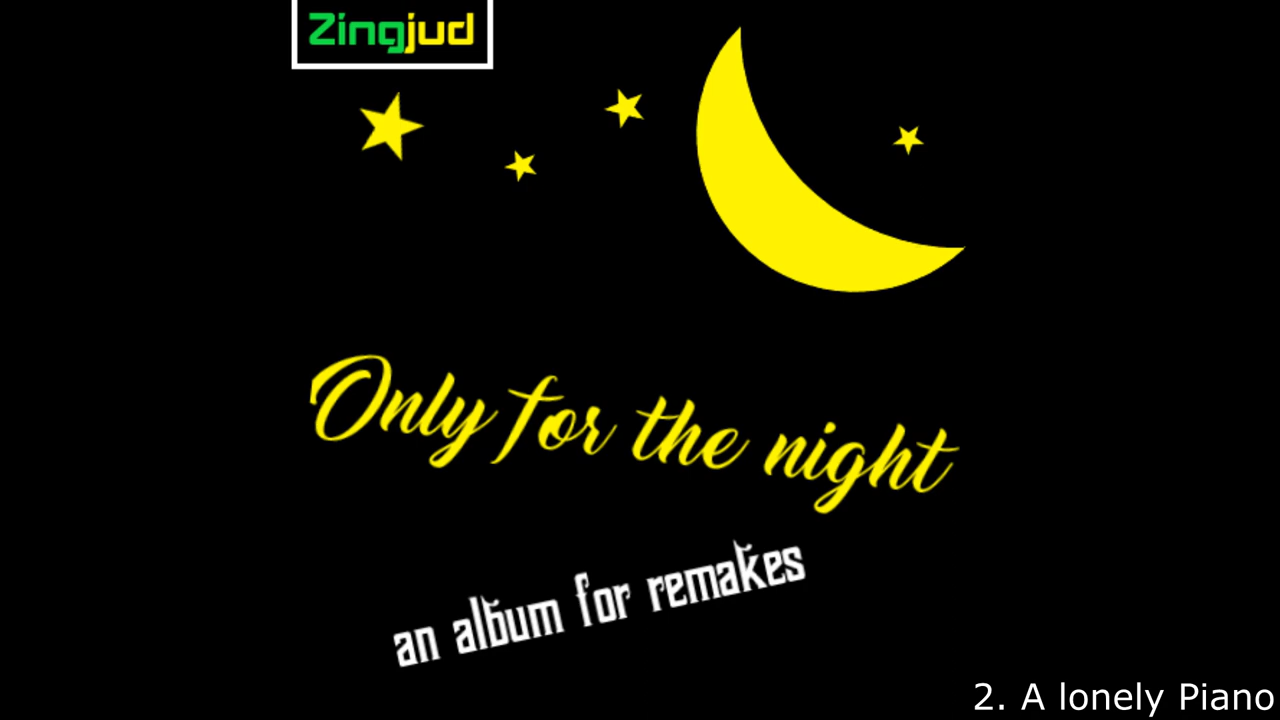 Zingjud
Only for the night
an album for remakes
2. A lonely Piano